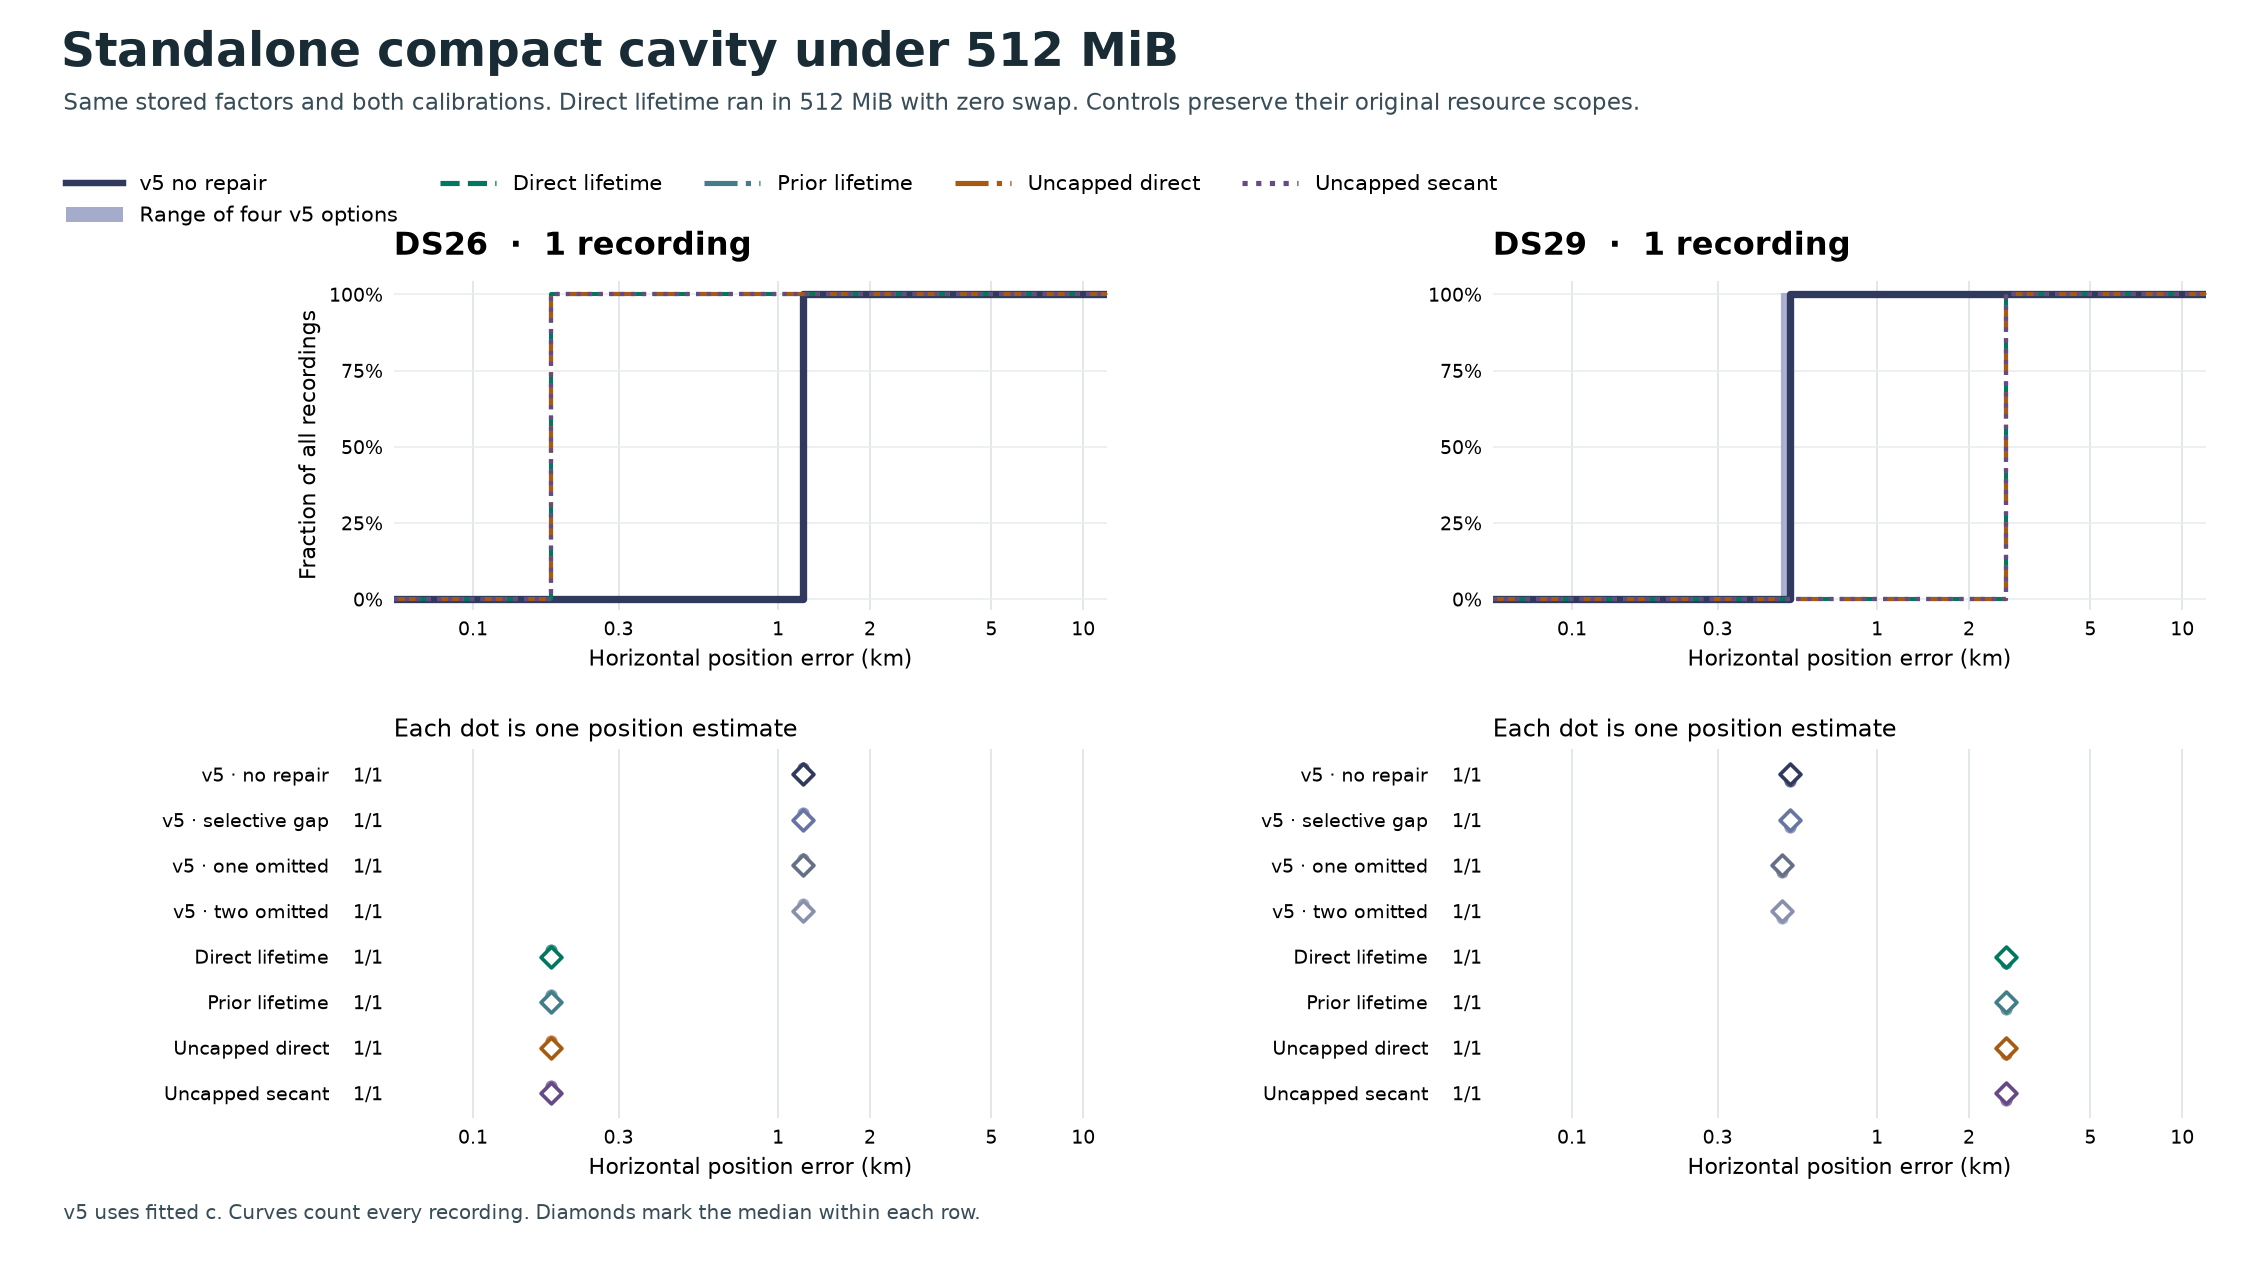 Standalone compact cavity under 512 MiB
Same stored factors and both calibrations. Direct lifetime ran in 512 MiB with zero swap. Controls preserve their original resource scopes.
v5 no repair
Direct lifetime
Prior lifetime
Uncapped direct
Uncapped secant
Range of four v5 options
DS26 · 1 recording
Fraction of all recordings
100%
75%
50%
25%
0%
0.1 0.3 1 2 5 10
Horizontal position error (km)
DS29 · 1 recording
100%
75%
50%
25%
0%
0.1 0.3 1 2 5 10
Horizontal position error (km)
Each dot is one position estimate
v5 · no repair 1/1
v5 · selective gap 1/1
v5 · one omitted 1/1
v5 · two omitted 1/1
Direct lifetime 1/1
Prior lifetime 1/1
Uncapped direct 1/1
Uncapped secant 1/1
0.1 0.3 1 2 5 10
Horizontal position error (km)
Each dot is one position estimate
v5 · no repair 1/1
v5 · selective gap 1/1
v5 · one omitted 1/1
v5 · two omitted 1/1
Direct lifetime 1/1
Prior lifetime 1/1
Uncapped direct 1/1
Uncapped secant 1/1
0.1 0.3 1 2 5 10
Horizontal position error (km)
v5 uses fitted c. Curves count every recording. Diamonds mark the median within each row.